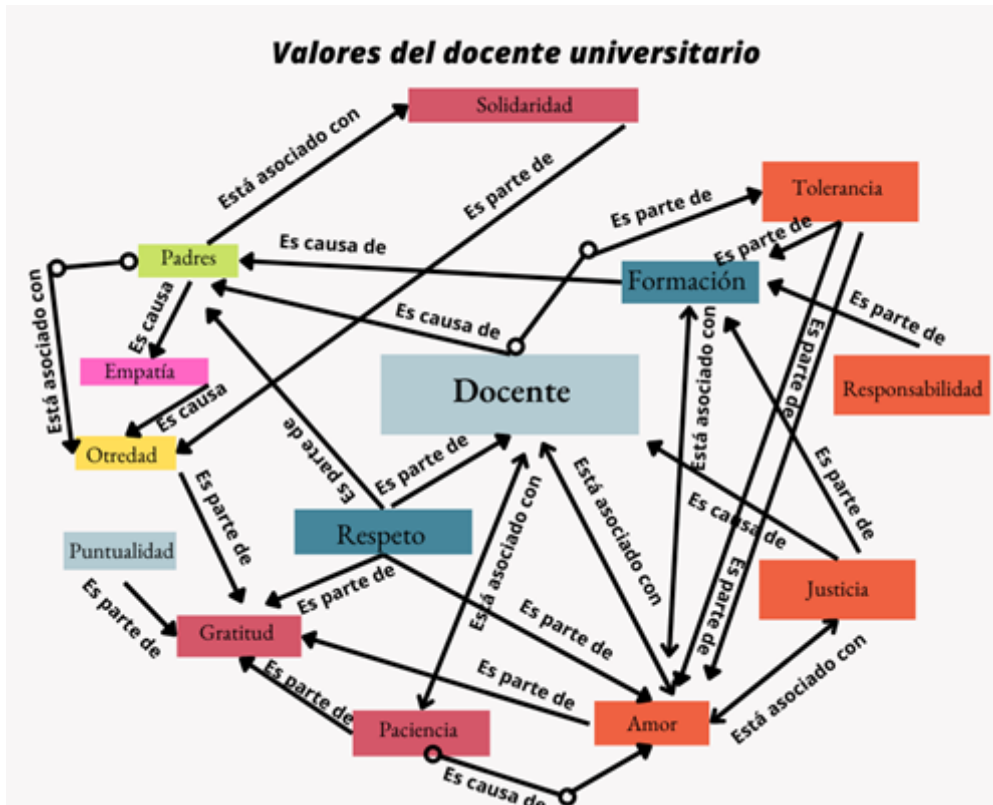 Valores del docente universitario
Solidaridad
Está asociado con
Es parte de
Tolerancia
Es parte de
Es parte de
Es causa de
Padres
Formación
Está asociado con
Es causa
Es causa de
Es parte de
Está asociado con
Es parte de
Empatía
Docente
Responsabilidad
Es causa
Otredad
Es parte de
Es parte de
Es parte de
Está asociado con
Está asociado con
Es causa de
Es parte de
Respeto
Puntualidad
Es parte de
Es parte de
Es parte de
Es parte de
Justicia
Gratitud
Es parte de
Es parte de
Está asociado con
Paciencia
Amor
Es causa de